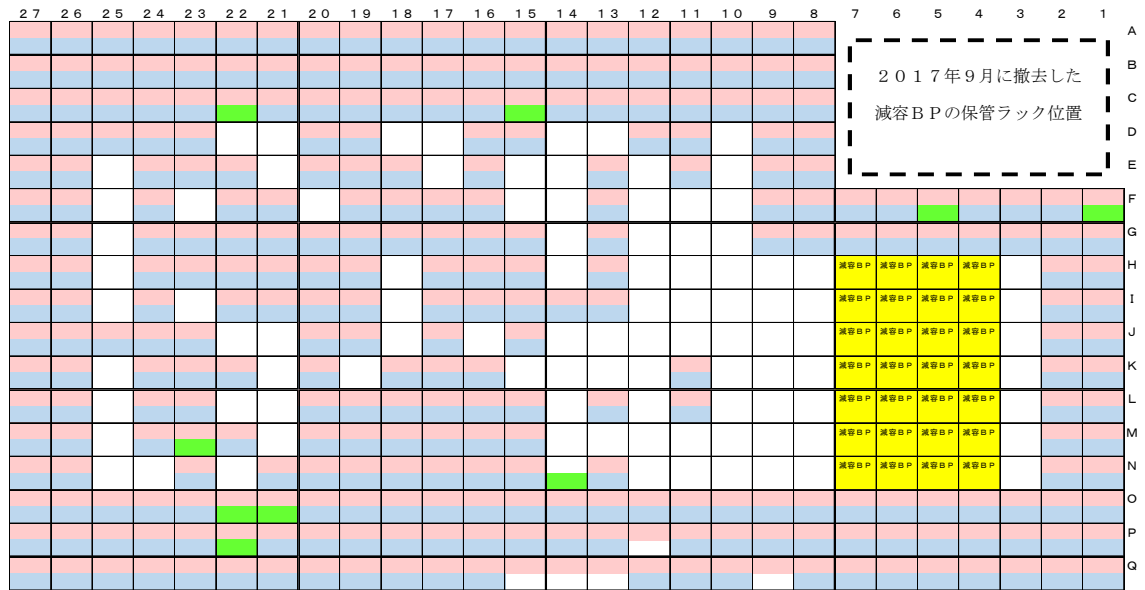 27 26 25 24 23 22 21 20 19 18 17 16 15 14 13 12 11 10 9 8 7 6 5 4 3 2 1
A
B
2017年9月に撤去した
C
減容BPの保管ラック位置
D
E
F
G
減容BP 減容BP 減容BP 減容BP H
減容BP 減容BP 減容BP 減容BP I
減容BP 減容BP 減容BP 減容BP J
減容BP 減容BP 減容BP 減容BP K
減容BP 減容BP 減容BP 減容BP L
減容BP 減容BP 減容BP 減容BP M
減容BP 減容BP 減容BP 減容BP N
O
P
Q